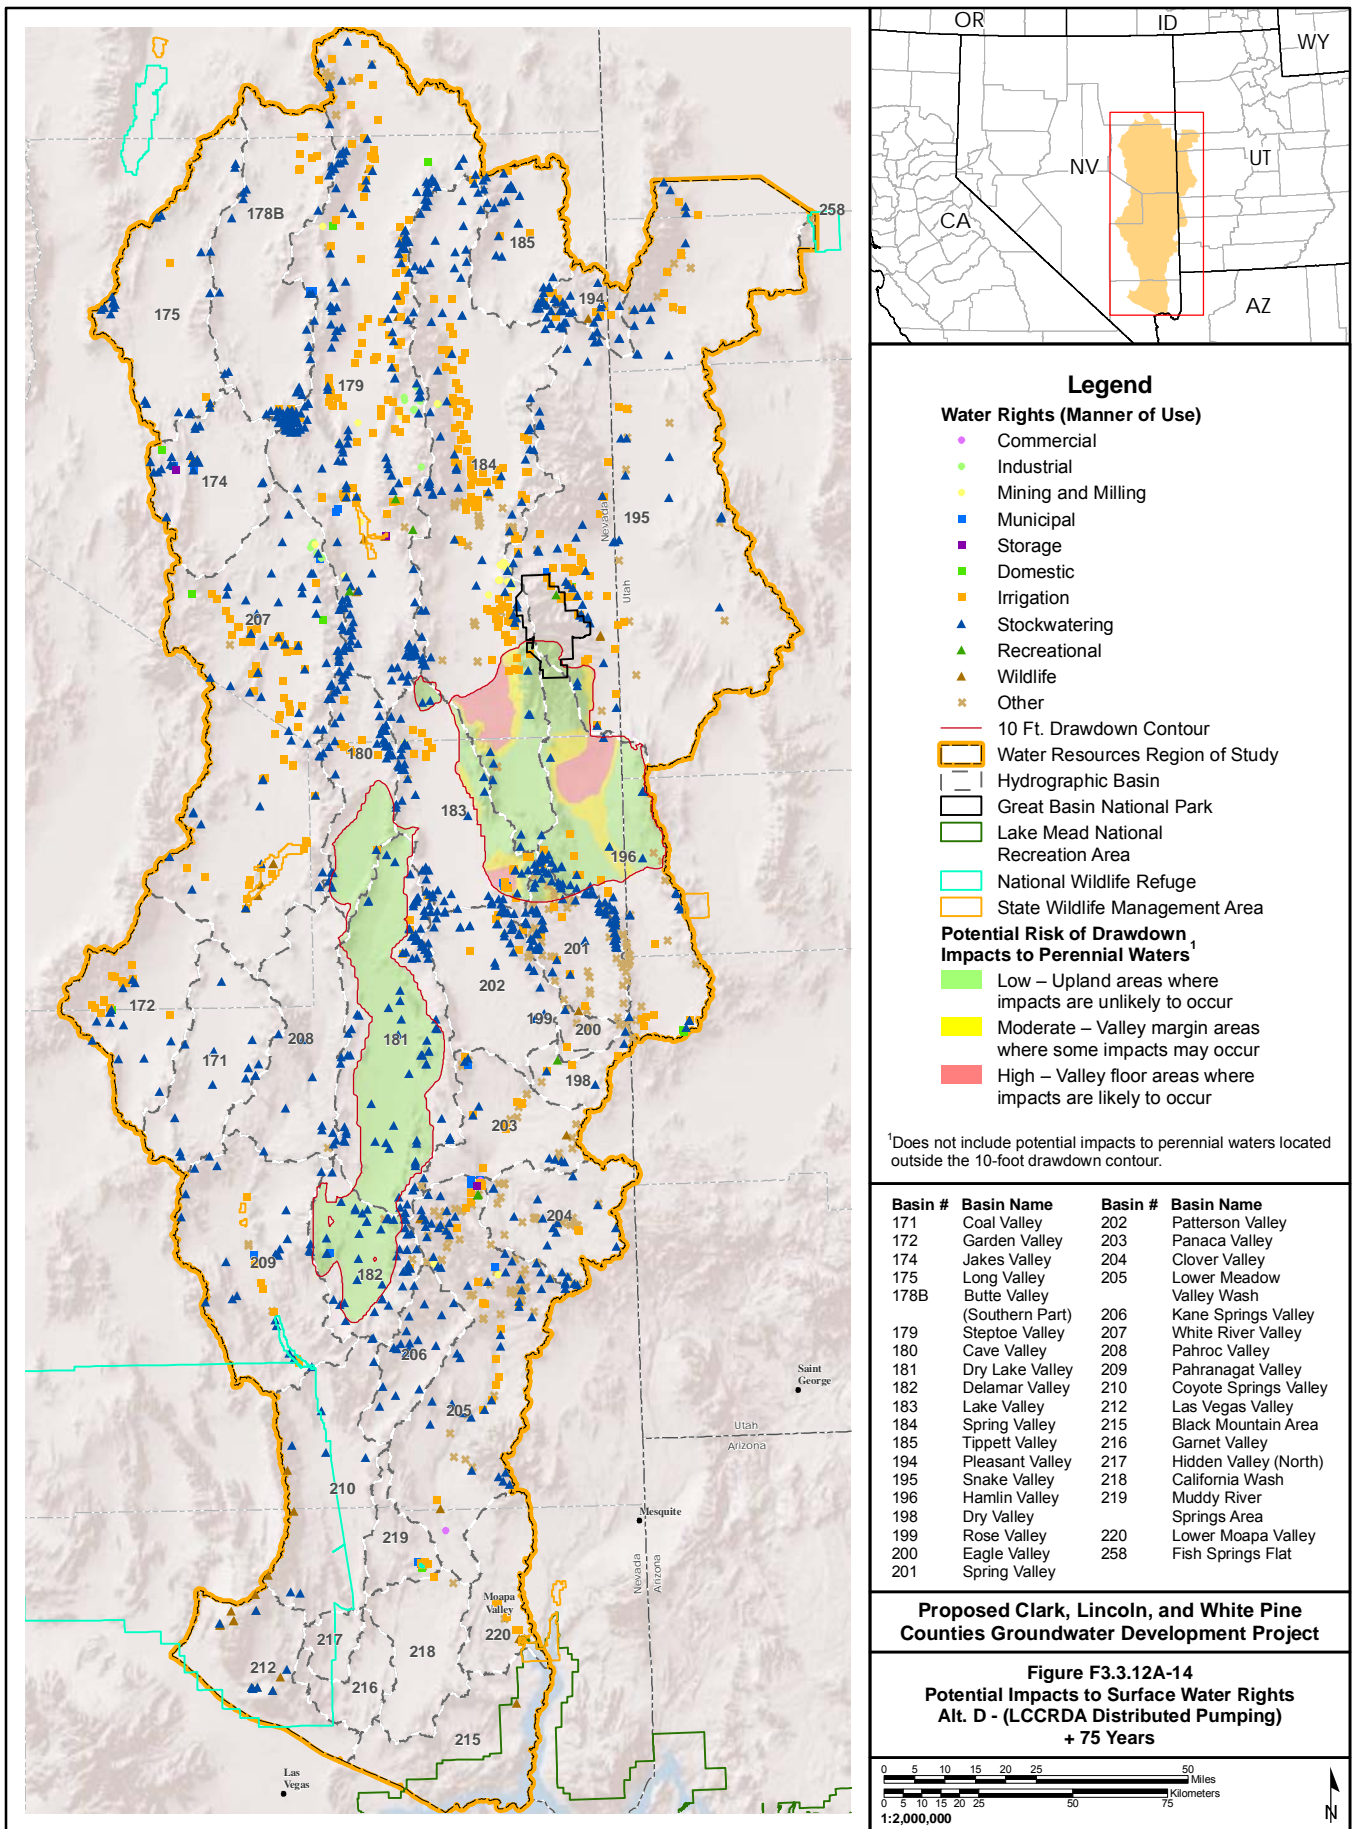 OR
ID
WY
NV
UT
CA
AZ
258
178B
185
175
194
179
184
174
195
Nevada
Utah
207
180
183
196
201
202
172
199
200
208
181
171
198
203
204
209
182
206
Saint
George
205
Utah
Arizona
210
Mesquite
219
Nevada
Arizona
Moapa
Valley
220
217
218
212
216
215
Las
Vegas
Legend
Water Rights (Manner of Use)
Commercial
Industrial
Mining and Milling
Municipal
Storage
Domestic
Irrigation
Stockwatering
Recreational
Wildlife
Other
10 Ft. Drawdown Contour
Water Resources Region of Study
Hydrographic Basin
Great Basin National Park
Lake Mead National
Recreation Area
National Wildlife Refuge
State Wildlife Management Area
Potential Risk of Drawdown
Impacts to Perennial Waters1
Low – Upland areas where
impacts are unlikely to occur
Moderate – Valley margin areas
where some impacts may occur
High – Valley floor areas where
impacts are likely to occur
1Does not include potential impacts to perennial waters located
outside the 10-foot drawdown contour.
Basin # Basin Name Basin # Basin Name
171 Coal Valley 202 Patterson Valley
172 Garden Valley 203 Panaca Valley
174 Jakes Valley 204 Clover Valley
175 Long Valley 205 Lower Meadow
178B Butte Valley Valley Wash
(Southern Part) 206 Kane Springs Valley
179 Steptoe Valley 207 White River Valley
180 Cave Valley 208 Pahroc Valley
181 Dry Lake Valley 209 Pahranagat Valley
182 Delamar Valley 210 Coyote Springs Valley
183 Lake Valley 212 Las Vegas Valley
184 Spring Valley 215 Black Mountain Area
185 Tippett Valley 216 Garnet Valley
194 Pleasant Valley 217 Hidden Valley (North)
195 Snake Valley 218 California Wash
196 Hamlin Valley 219 Muddy River
198 Dry Valley Springs Area
199 Rose Valley 220 Lower Moapa Valley
200 Eagle Valley 258 Fish Springs Flat
201 Spring Valley
Proposed Clark, Lincoln, and White Pine
Counties Groundwater Development Project
Figure F3.3.12A-14
Potential Impacts to Surface Water Rights
Alt. D - (LCCRDA Distributed Pumping)
+ 75 Years
0 5 10 15 20 25 50
Miles
Kilometers
0 5 10 15 20 25 50 75
1:2,000,000
N